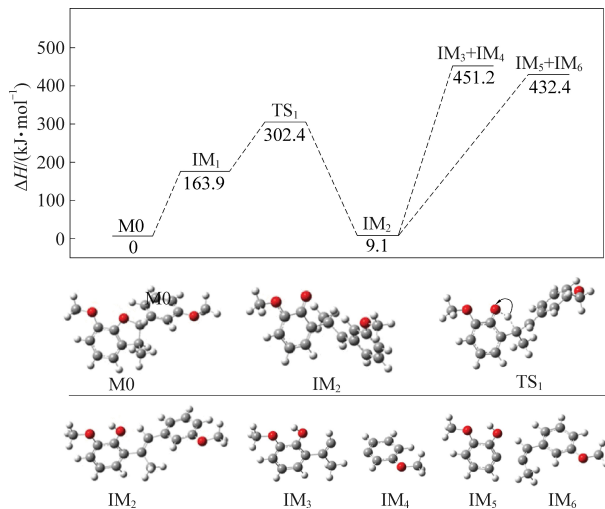 500
400
300
200
100
0
ΔH/(kJ•mol⁻¹)
M0
0
IM₁
163.9
TS₁
302.4
IM₂
9.1
IM₃+IM₄
451.2
IM₅+IM₆
432.4
M0
M0
IM₂
TS₁
IM₂
IM₃
IM₄
IM₅
IM₆